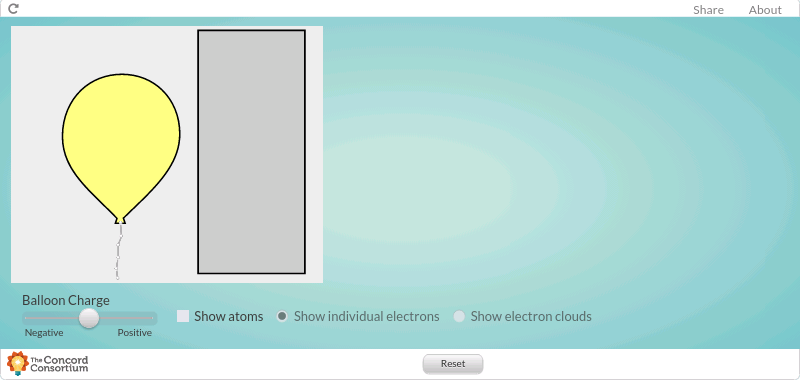 Share About
Balloon Charge
Negative Positive
Show atoms
Show individual electrons
Show electron clouds
The Concord
Consortium
Reset